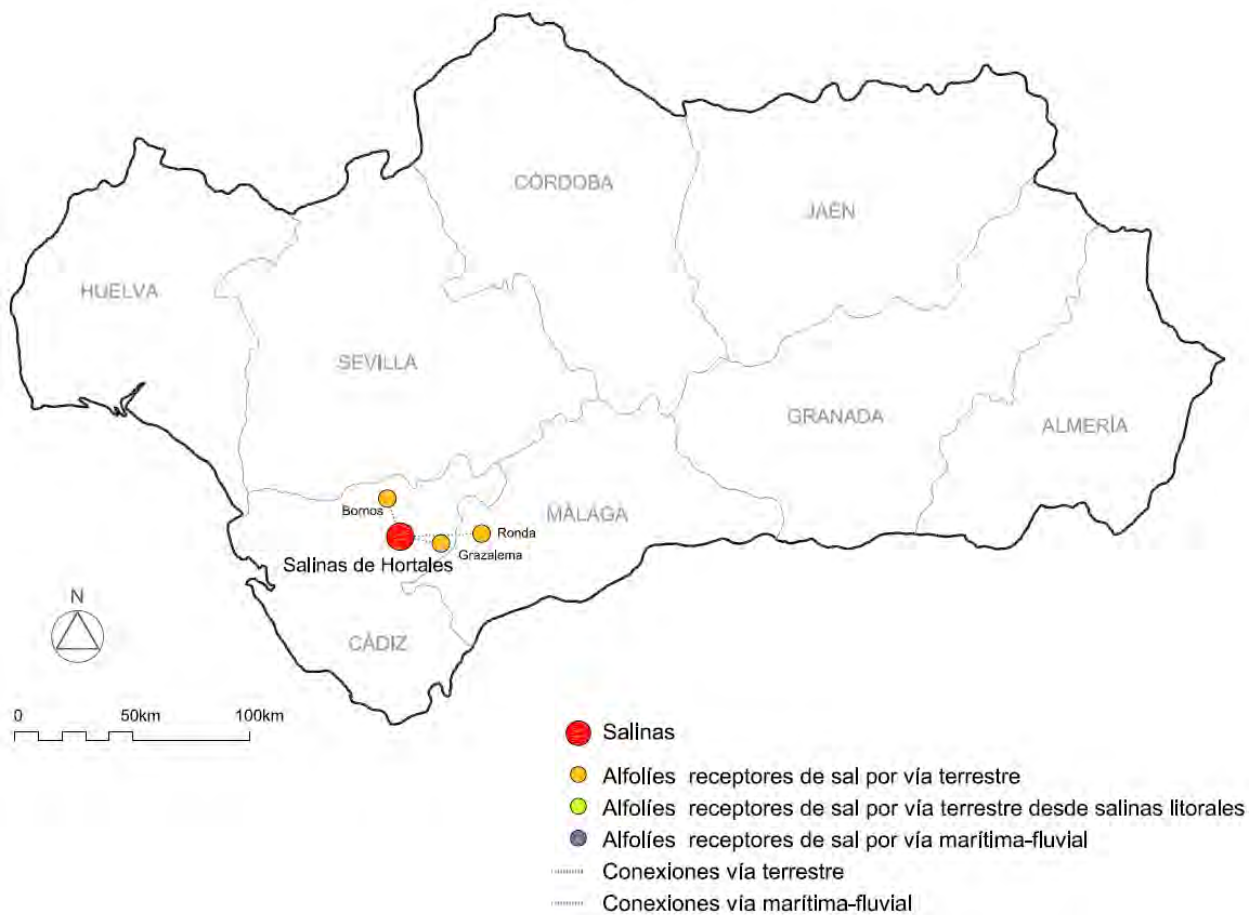 CÓRDOBA
JAÉN
HUELVA
SEVILLA
GRANADA
ALMERÍA
Bornos
MÁLAGA
Ronda
Grazalema
Salinas de Hortales
N
CÁDIZ
0 50km 100km
Salinas
Alfolíes receptores de sal por vía terrestre
Alfolíes receptores de sal por vía terrestre desde salinas litorales
Alfolíes receptores de sal por vía marítima-fluvial
Conexiones vía terrestre
Conexiones vía marítima-fluvial